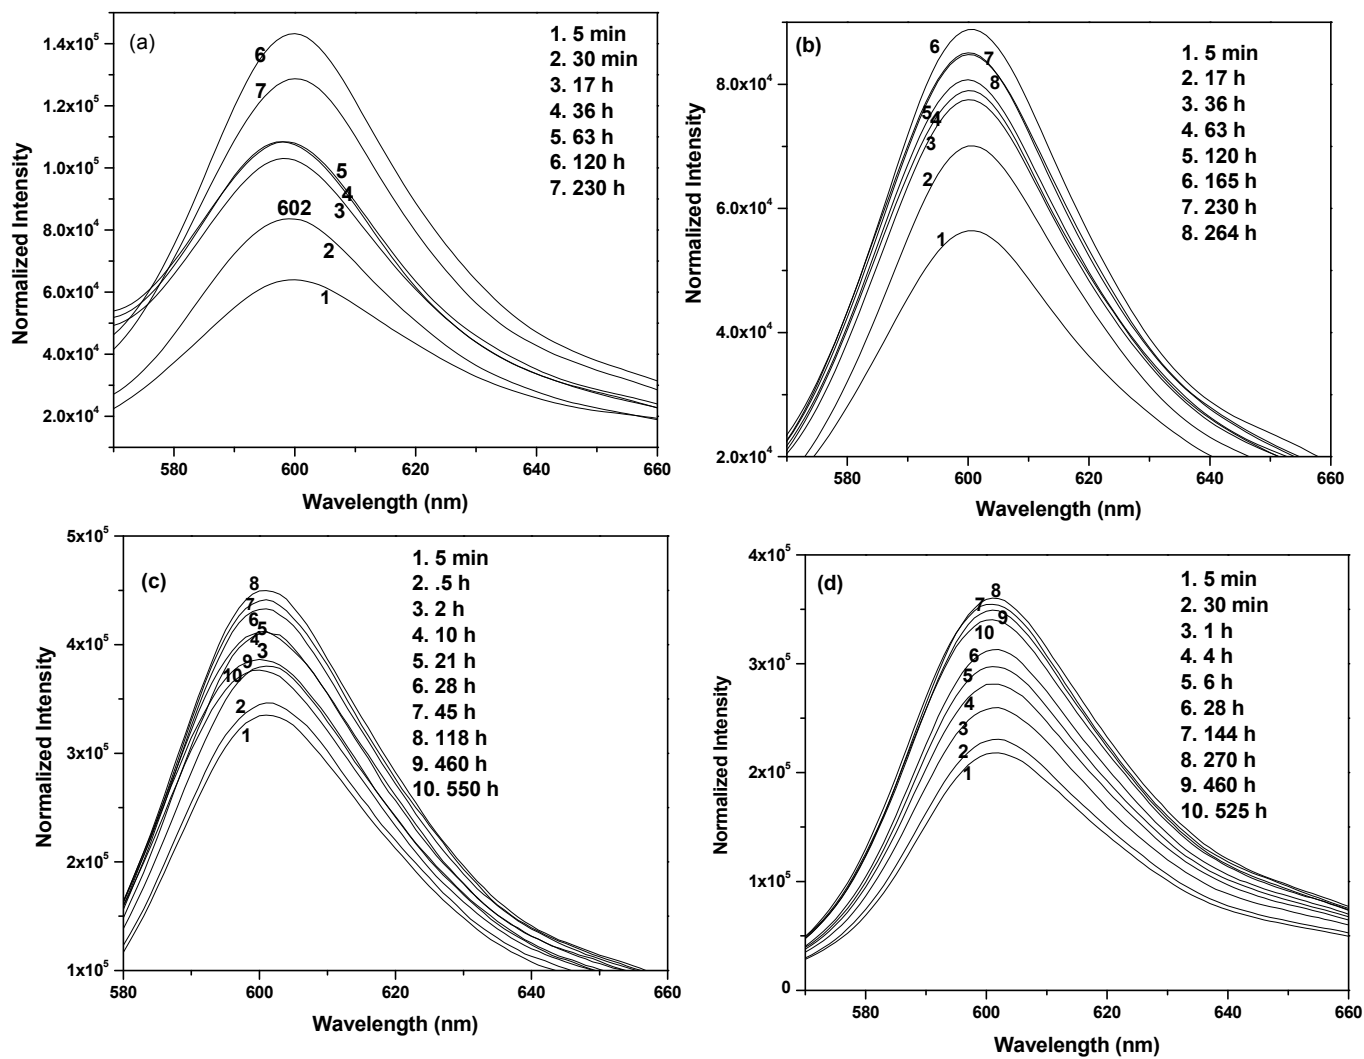 (a)
1. 5 min
2. 30 min
3. 17 h
4. 36 h
5. 63 h
6. 120 h
7. 230 h
6
7
5
4
3
602
2
1
1.4x10⁵
1.2x10⁵
1.0x10⁵
8.0x10⁴
6.0x10⁴
4.0x10⁴
2.0x10⁴
Normalized Intensity
580 600 620 640 660
Wavelength (nm)
(b)
1. 5 min
2. 17 h
3. 36 h
4. 63 h
5. 120 h
6. 165 h
7. 230 h
8. 264 h
6
7
8
5
4
3
2
1
8.0x10⁴
6.0x10⁴
4.0x10⁴
2.0x10⁴
Normalized Intensity
580 600 620 640 660
Wavelength (nm)
(c)
1. 5 min
2. .5 h
3. 2 h
4. 10 h
5. 21 h
6. 28 h
7. 45 h
8. 118 h
9. 460 h
10. 550 h
8
7
6
5
4
3
9
10
2
1
5x10⁵
4x10⁵
3x10⁵
2x10⁵
1x10⁵
Normalized Intensity
580 600 620 640 660
Wavelength (nm)
(d)
1. 5 min
2. 30 min
3. 1 h
4. 4 h
5. 6 h
6. 28 h
7. 144 h
8. 270 h
9. 460 h
10. 525 h
8
7
9
10
6
5
4
3
2
1
4x10⁵
3x10⁵
2x10⁵
1x10⁵
0
Normalized Intensity
580 600 620 640 660
Wavelength (nm)